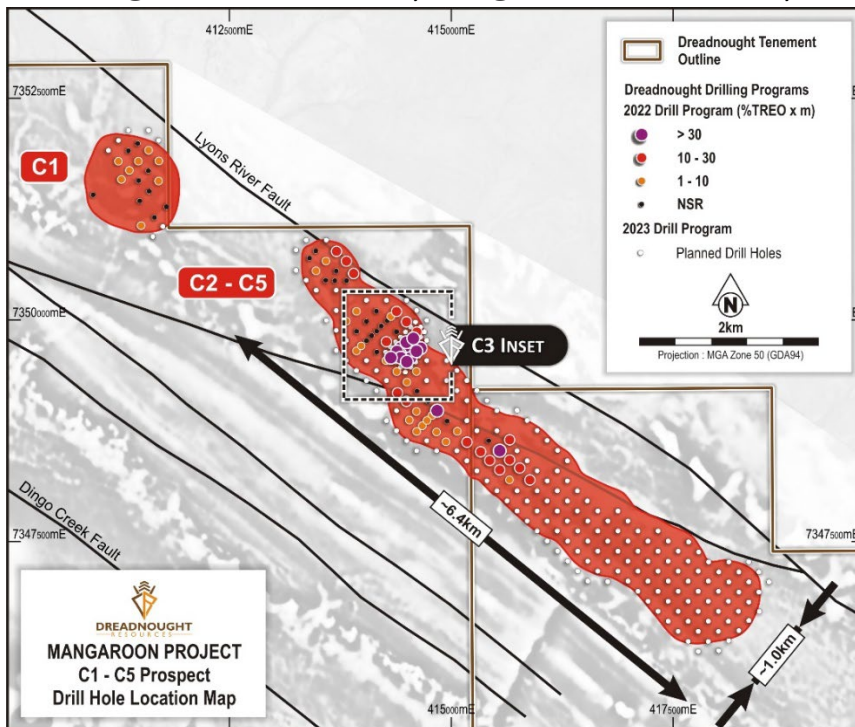 412500mE
415000mE
7352500mE
Lyons River Fault
C1
C2 - C5
7350000mE
C3 INSET
Dreadnought Tenement
Outline
Dreadnought Drilling Programs
2022 Drill Program (%TREO x m)
> 30
10 - 30
1 - 10
NSR
2023 Drill Program
Planned Drill Holes
N
2km
Projection : MGA Zone 50 (GDA94)
~6.4km
Dingo Creek Fault
7347500mE
7347500mE
~1.0km
DREADNOUGHT
RESOURCES
MANGAROON PROJECT
C1 - C5 Prospect
Drill Hole Location Map
415000mE
417500mE